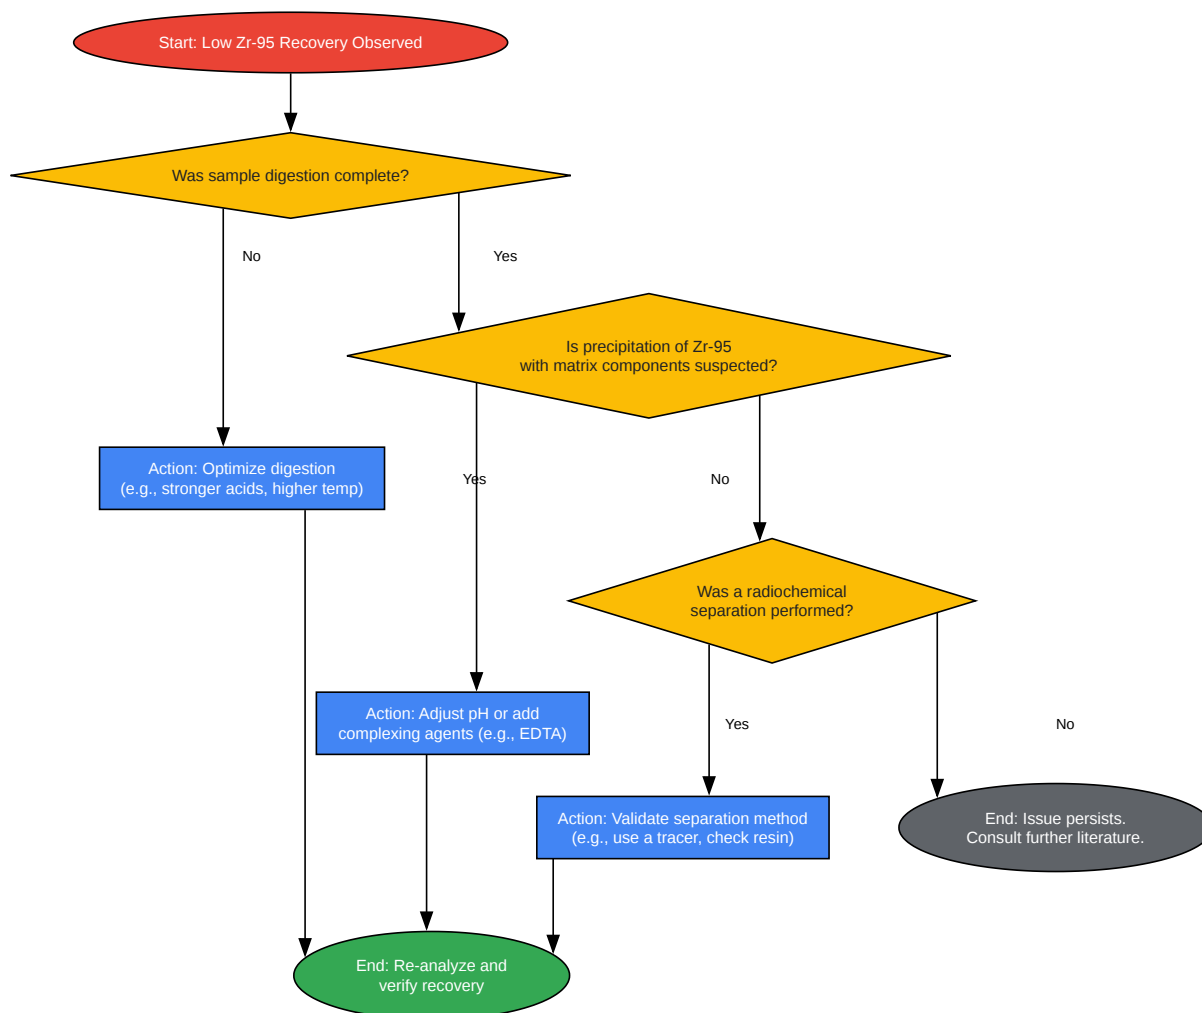 Start: Low Zr-95 Recovery Observed
Was sample digestion complete?
No
Yes
Is precipitation of Zr-95
with matrix components suspected?
Action: Optimize digestion
(e.g., stronger acids, higher temp)
Yes
No
Was a radiochemical
separation performed?
Action: Adjust pH or add
complexing agents (e.g., EDTA)
Yes
No
Action: Validate separation method
(e.g., use a tracer, check resin)
End: Issue persists.
Consult further literature.
End: Re-analyze and
verify recovery